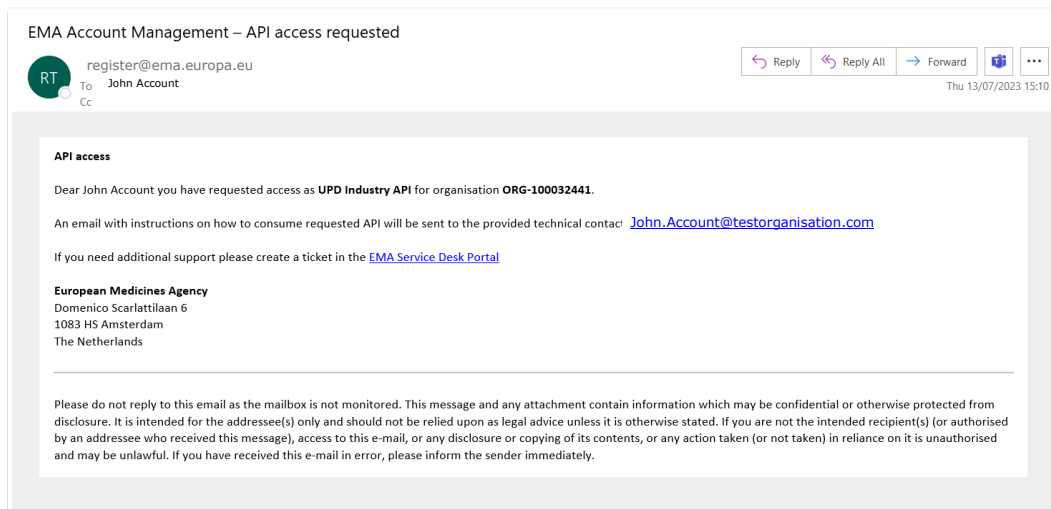 EMA Account Management – API access requested
RT
register@ema.europa.eu
To John Account
Cc
Reply
Reply All
Forward
Thu 13/07/2023 15:10
API access
Dear John Account you have requested access as UPD Industry API for organisation ORG-100032441.
An email with instructions on how to consume requested API will be sent to the provided technical contact John.Account@testorganisation.com
If you need additional support please create a ticket in the EMA Service Desk Portal
European Medicines Agency
Domenico Scarlattilaan 6
1083 HS Amsterdam
The Netherlands
Please do not reply to this email as the mailbox is not monitored. This message and any attachment contain information which may be confidential or otherwise protected from
disclosure. It is intended for the addressee(s) only and should not be relied upon as legal advice unless it is otherwise stated. If you are not the intended recipient(s) (or authorised
by an addressee who received this message), access to this e-mail, or any disclosure or copying of its contents, or any action taken (or not taken) in reliance on it is unauthorised
and may be unlawful. If you have received this e-mail in error, please inform the sender immediately.